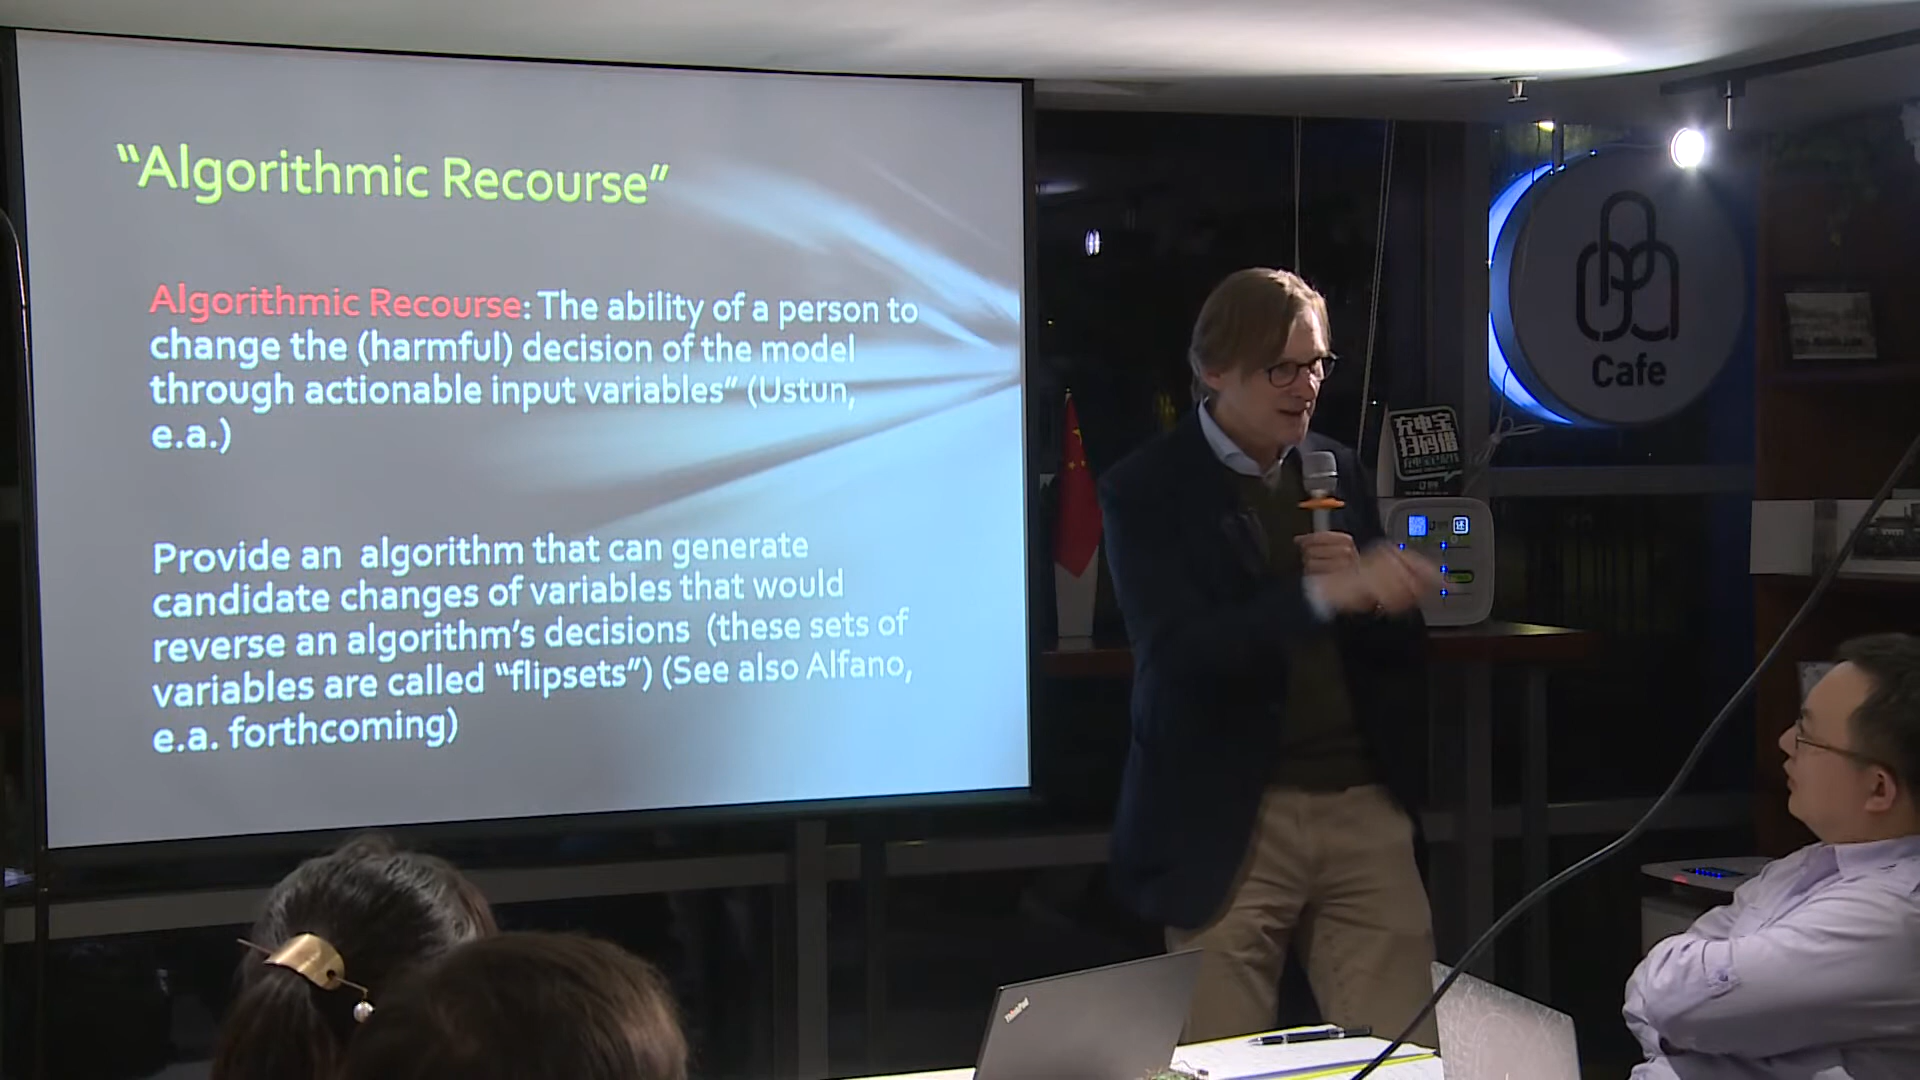 “Algorithmic Recourse”
Algorithmic Recourse: The ability of a person to
change the (harmful) decision of the model
through actionable input variables” (Ustun,
e.a.)
Provide an algorithm that can generate
candidate changes of variables that would
reverse an algorithm’s decisions (these sets of
variables are called “flipsets”) (See also Alfano,
e.a. forthcoming)
Cafe
充电宝
扫码借
ThinkPad